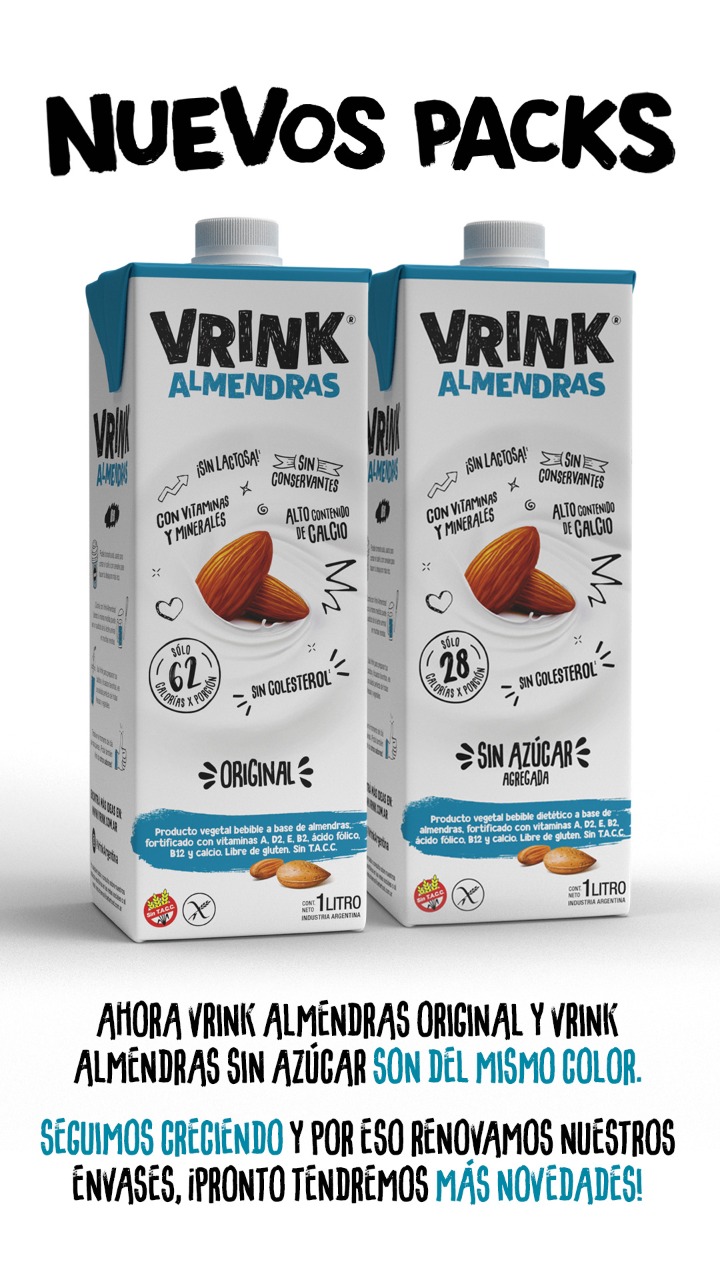 NUEVOS PACKS
VRINK®
ALMENDRAS
¡SIN LACTOSA!
SIN
CONSERVANTES
CON VITAMINAS
Y MINERALES
ALTO CONTENIDO
DE CALCIO
SÓLO
62
CALORÍAS X PORCIÓN
SIN COLESTEROL
ORIGINAL
Producto vegetal bebible a base de almendras,
fortificado con vitaminas A, D2, E, B2, ácido fólico,
B12 y calcio. Libre de gluten. Sin T.A.C.C.
Sin T.A.C.C.
CONT.
NETO 1 LITRO
INDUSTRIA ARGENTINA
VRINK
ALMENDRAS
VRINK®
ALMENDRAS
¡SIN LACTOSA!
SIN
CONSERVANTES
CON VITAMINAS
Y MINERALES
ALTO CONTENIDO
DE CALCIO
SÓLO
28
CALORÍAS X PORCIÓN
SIN COLESTEROL
SIN AZÚCAR
AGREGADA
Producto vegetal bebible dietético a base de
almendras, fortificado con vitaminas A, D2, E, B2,
ácido fólico, B12 y calcio. Libre de gluten. Sin T.A.C.C.
Sin T.A.C.C.
CONT.
NETO 1 LITRO
INDUSTRIA ARGENTINA
VRINK
ALMENDRAS
AHORA VRINK ALMENDRAS ORIGINAL Y VRINK
ALMENDRAS SIN AZÚCAR SON DEL MISMO COLOR.
SEGUIMOS CRECIENDO Y POR ESO RENOVAMOS NUESTROS
ENVASES, ¡PRONTO TENDREMOS MÁS NOVEDADES!